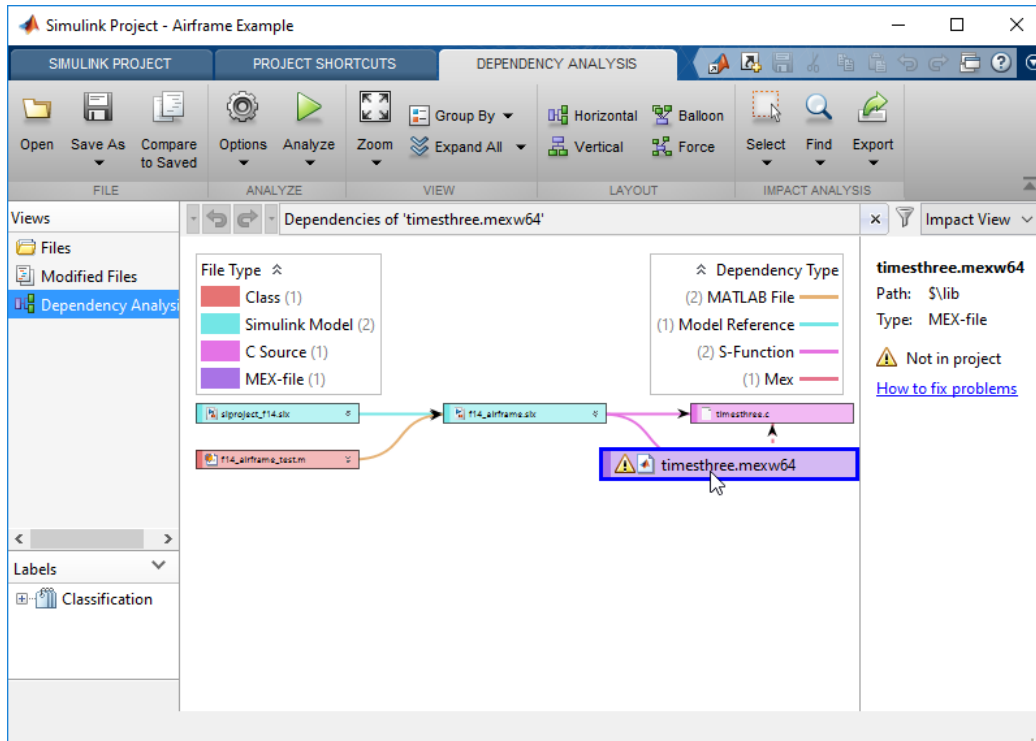 Simulink Project - Airframe Example
SIMULINK PROJECT
PROJECT SHORTCUTS
DEPENDENCY ANALYSIS
Open
Save As
Compare
to Saved
Options
Analyze
Zoom
Group By
Expand All
Horizontal
Vertical
Balloon
Force
Select
Find
Export
FILE
ANALYZE
VIEW
LAYOUT
IMPACT ANALYSIS
Views
Files
Modified Files
Dependency Analysi
Labels
Classification
Dependencies of 'timesthree.mexw64'
Impact View
File Type
Class (1)
Simulink Model (2)
C Source (1)
MEX-file (1)
Dependency Type
(2) MATLAB File
(1) Model Reference
(2) S-Function
(1) Mex
slproject_f14.slx
f14_airframe.slx
timesthree.c
f14_airframe_test.m
timesthree.mexw64
timesthree.mexw64
Path: $\lib
Type: MEX-file
Not in project
How to fix problems